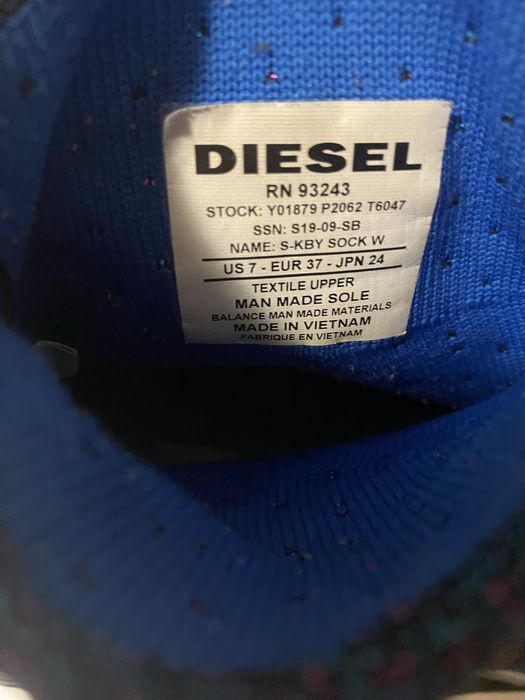 DIESEL
RN 93243
STOCK: Y01879 P2062 T6047
SSN: S19-09-SB
NAME: S-KBY SOCK W
US 7 - EUR 37 - JPN 24
TEXTILE UPPER
MAN MADE SOLE
BALANCE MAN MADE MATERIALS
MADE IN VIETNAM
FABRIQUE EN VIETNAM